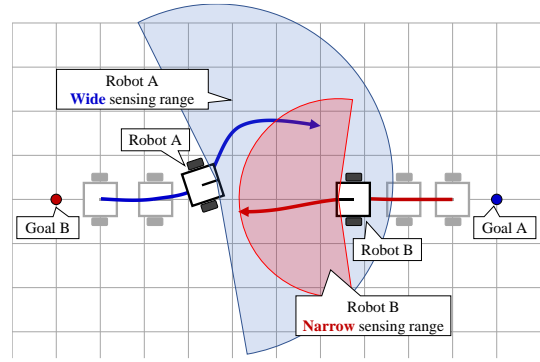 Robot A
Wide sensing range
Robot A
Goal B
Goal A
Robot B
Robot B
Narrow sensing range